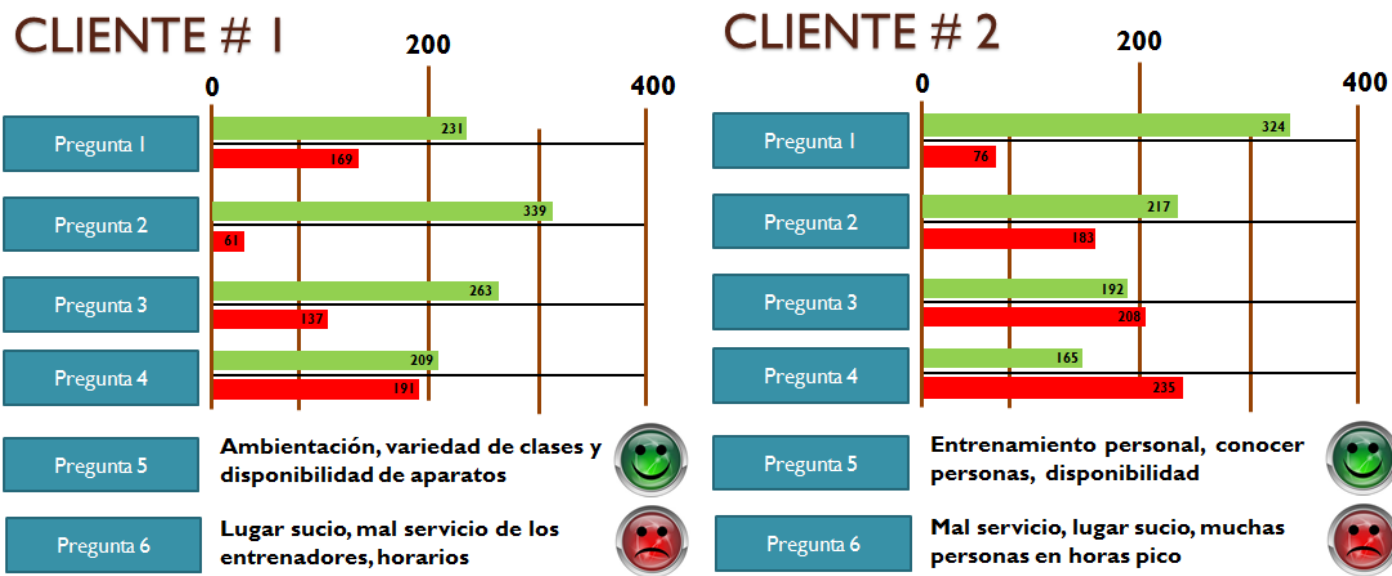 CLIENTE # 1
0
200
400
Pregunta 1
231
169
Pregunta 2
339
61
Pregunta 3
263
137
Pregunta 4
209
191
Pregunta 5
Ambientación, variedad de clases y
disponibilidad de aparatos
Pregunta 6
Lugar sucio, mal servicio de los
entrenadores, horarios
CLIENTE # 2
0
200
400
Pregunta 1
324
76
Pregunta 2
217
183
Pregunta 3
192
208
Pregunta 4
165
235
Pregunta 5
Entrenamiento personal, conocer
personas, disponibilidad
Pregunta 6
Mal servicio, lugar sucio, muchas
personas en horas pico